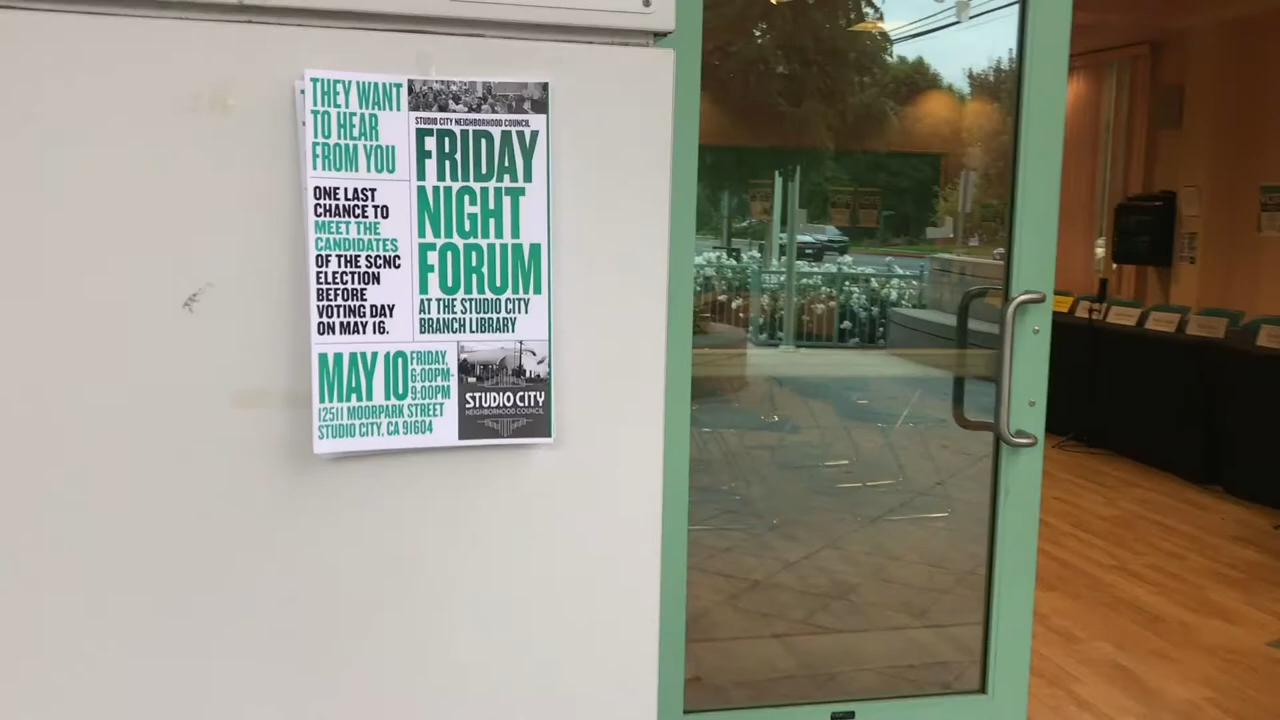 THEY WANT
TO HEAR
FROM YOU
ONE LAST
CHANCE TO
MEET THE
CANDIDATES
OF THE SCNC
ELECTION
BEFORE
VOTING DAY
ON MAY 16.
STUDIO CITY NEIGHBORHOOD COUNCIL
FRIDAY
NIGHT
FORUM
AT THE STUDIO CITY
BRANCH LIBRARY
MAY 10
FRIDAY,
6:00PM-
9:00PM
12511 MOORPARK STREET
STUDIO CITY, CA 91604
STUDIO CITY
NEIGHBORHOOD COUNCIL